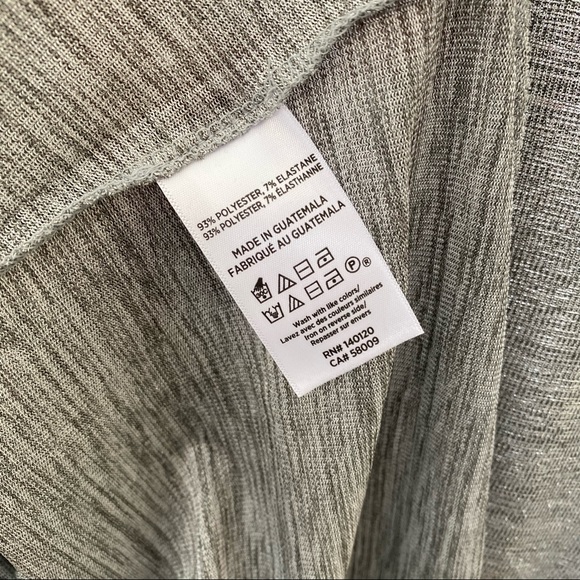 93% POLYESTER, 7% ELASTANE
93% POLYESTER, 7% ÉLASTHANNE
MADE IN GUATEMALA
FABRIQUÉ AU GUATEMALA
P ®
Wash with like colors/
Lavez avec des couleurs similaires
Iron on reverse side/
Repasser sur envers
RN# 140120
CA# 58009